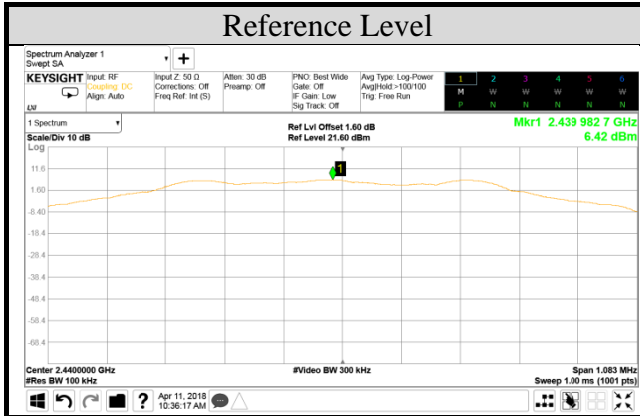 Reference Level
Spectrum Analyzer 1
Swept SA
KEYSIGHT
Input: RF
Coupling: DC
Align: Auto
Input Z: 50 Ω
Corrections: Off
Freq Ref: Int (S)
Atten: 30 dB
Preamp: Off
PNO: Best Wide
Gate: Off
IF Gain: Low
Sig Track: Off
Avg Type: Log-Power
Avg|Hold:>100/100
Trig: Free Run
1 2 3 4 5 6
M W W W W W
P N N N N N
LXI
1 Spectrum
Scale/Div 10 dB
Ref Lvl Offset 1.60 dB
Ref Level 21.60 dBm
Mkr1 2.439 982 7 GHz
6.42 dBm
Log
1
11.6
1.60
-8.40
-18.4
-28.4
-38.4
-48.4
-58.4
-68.4
Center 2.4400000 GHz
#Res BW 100 kHz
#Video BW 300 kHz
Span 1.083 MHz
Sweep 1.00 ms (1001 pts)
?
Apr 11, 2018
10:36:17 AM